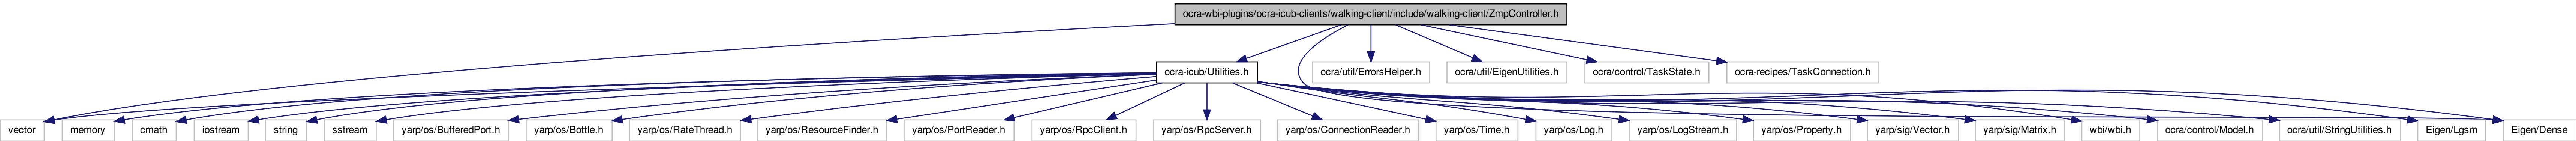 ocra-wbi-plugins/ocra-icub-clients/walking-client/include/walking-client/ZmpController.h
ocra-icub/Utilities.h
ocra/util/ErrorsHelper.h
ocra/util/EigenUtilities.h
ocra/control/TaskState.h
ocra-recipes/TaskConnection.h
vector
memory
cmath
iostream
string
sstream
yarp/os/BufferedPort.h
yarp/os/Bottle.h
yarp/os/RateThread.h
yarp/os/ResourceFinder.h
yarp/os/PortReader.h
yarp/os/RpcClient.h
yarp/os/RpcServer.h
yarp/os/ConnectionReader.h
yarp/os/Time.h
yarp/os/Log.h
yarp/os/LogStream.h
yarp/os/Property.h
yarp/sig/Vector.h
yarp/sig/Matrix.h
wbi/wbi.h
ocra/control/Model.h
ocra/util/StringUtilities.h
Eigen/Lgsm
Eigen/Dense